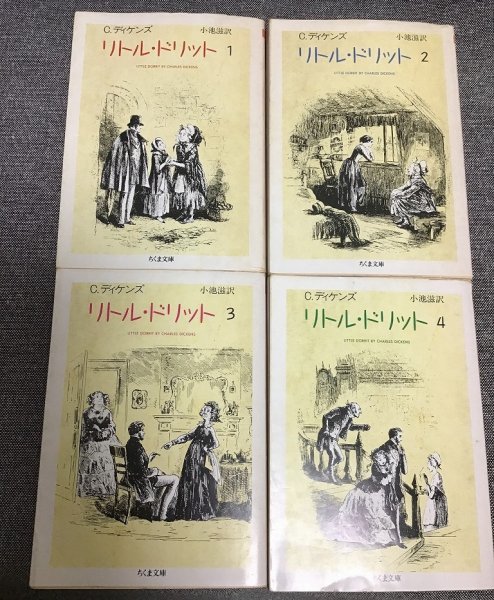 C.ディケンズ 小池滋訳
リトル・ドリット 1
LITTLE DORRIT BY CHARLES DICKENS
ちくま文庫
C.ディケンズ 小池滋訳
リトル・ドリット 2
LITTLE DORRIT BY CHARLES DICKENS
ちくま文庫
C.ディケンズ 小池滋訳
リトル・ドリット 3
LITTLE DORRIT BY CHARLES DICKENS
ちくま文庫
C.ディケンズ 小池滋訳
リトル・ドリット 4
LITTLE DORRIT BY CHARLES DICKENS
ちくま文庫